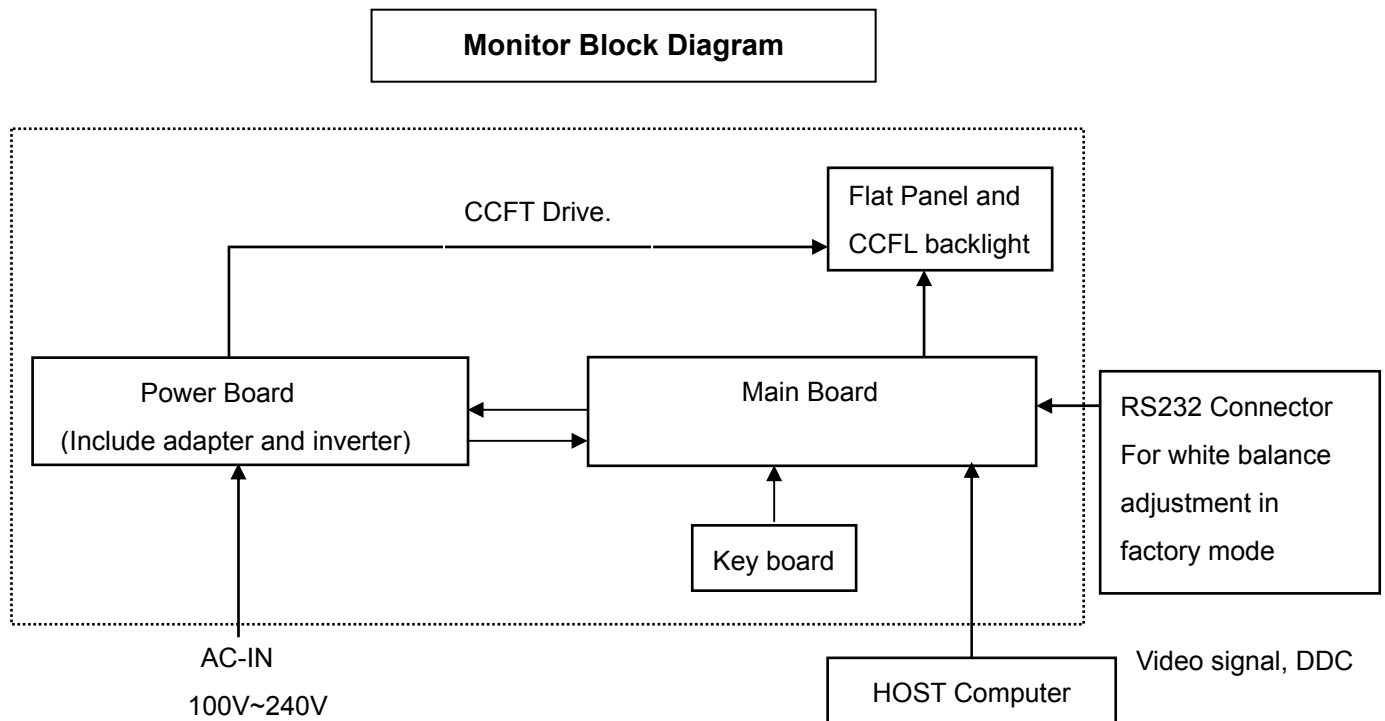 Monitor Block Diagram
CCFT Drive.
Flat Panel and
CCFL backlight
Power Board
(Include adapter and inverter)
Main Board
RS232 Connector
For white balance
adjustment in
factory mode
Key board
AC-IN
100V~240V
HOST Computer
Video signal, DDC